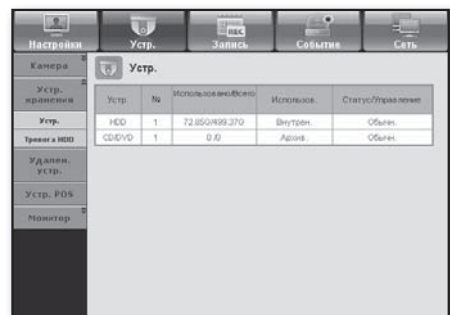 Настройки Устр. Запись Событие Сеть
REC
Камера
Устр. хранения
Устр.
Тревога HDD
Удален. устр.
Устр. POS
Монитор
Устр.
Устр. № Использовано/Всего Использов. Статус/Управление
HDD 1 72.850/499.370 Внутрен. Обычн.
CD/DVD 1 0 /0 Архив. Обычн.